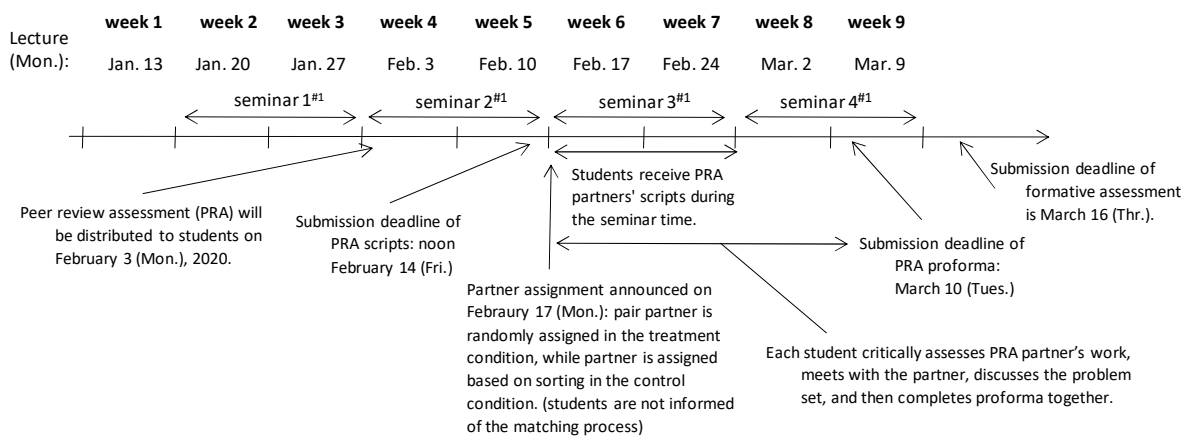 week 1 week 2 week 3 week 4 week 5 week 6 week 7 week 8 week 9
Lecture
(Mon.): Jan. 13 Jan. 20 Jan. 27 Feb. 3 Feb. 10 Feb. 17 Feb. 24 Mar. 2 Mar. 9
seminar 1#1 seminar 2#1 seminar 3#1 seminar 4#1
Peer review assessment (PRA) will
be distributed to students on
February 3 (Mon.), 2020.
Submission deadline of
PRA scripts: noon
February 14 (Fri.)
Students receive PRA
partners' scripts during
the seminar time.
Submission deadline of
formative assessment
is March 16 (Thr.).
Submission deadline of
PRA proforma:
March 10 (Tues.)
Partner assignment announced on
Febraury 17 (Mon.): pair partner is
randomly assigned in the treatment
condition, while partner is assigned
based on sorting in the control
condition. (students are not informed
of the matching process)
Each student critically assesses PRA partner's work,
meets with the partner, discusses the problem
set, and then completes proforma together.